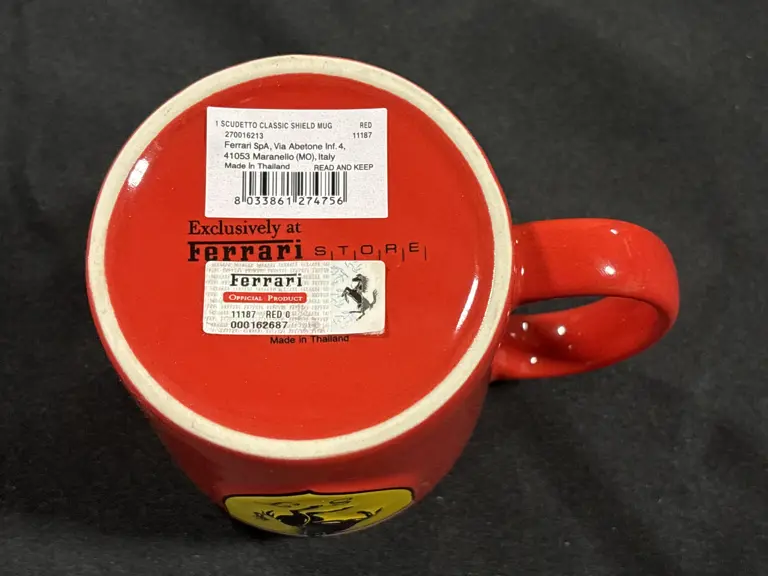 1 SCUDETTO CLASSIC SHIELD MUG RED
270016213 11187
Ferrari SpA, Via Abetone Inf. 4,
41053 Maranello (MO), Italy
Made in Thailand READ AND KEEP
8 033861 274756
Exclusively at
Ferrari STORE
Ferrari
OFFICIAL PRODUCT
11187 RED 0
000162687
Made in Thailand